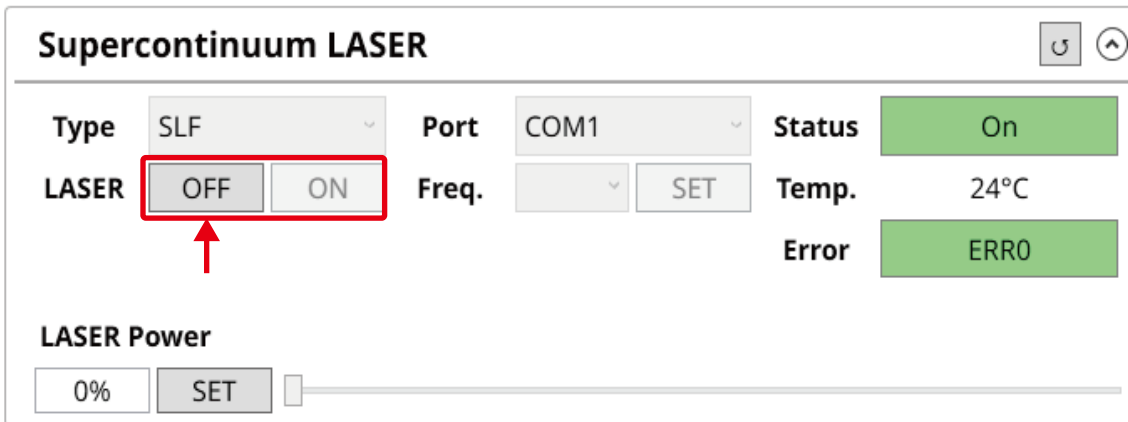 Supercontinuum LASER
Type SLF Port COM1 Status On
LASER OFF ON Freq. SET Temp. 24°C
Error ERR0
LASER Power
0% SET